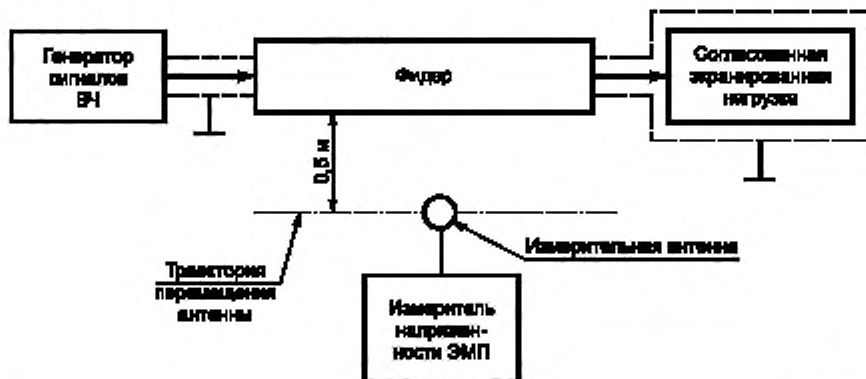 Генератор
сигналов
ВЧ
Фидер
Согласованная
экранированная
нагрузка
0,5 м
Измерительная антенна
Траектория
перемещения
антенны
Измеритель
напряжен-
ности ЭМП